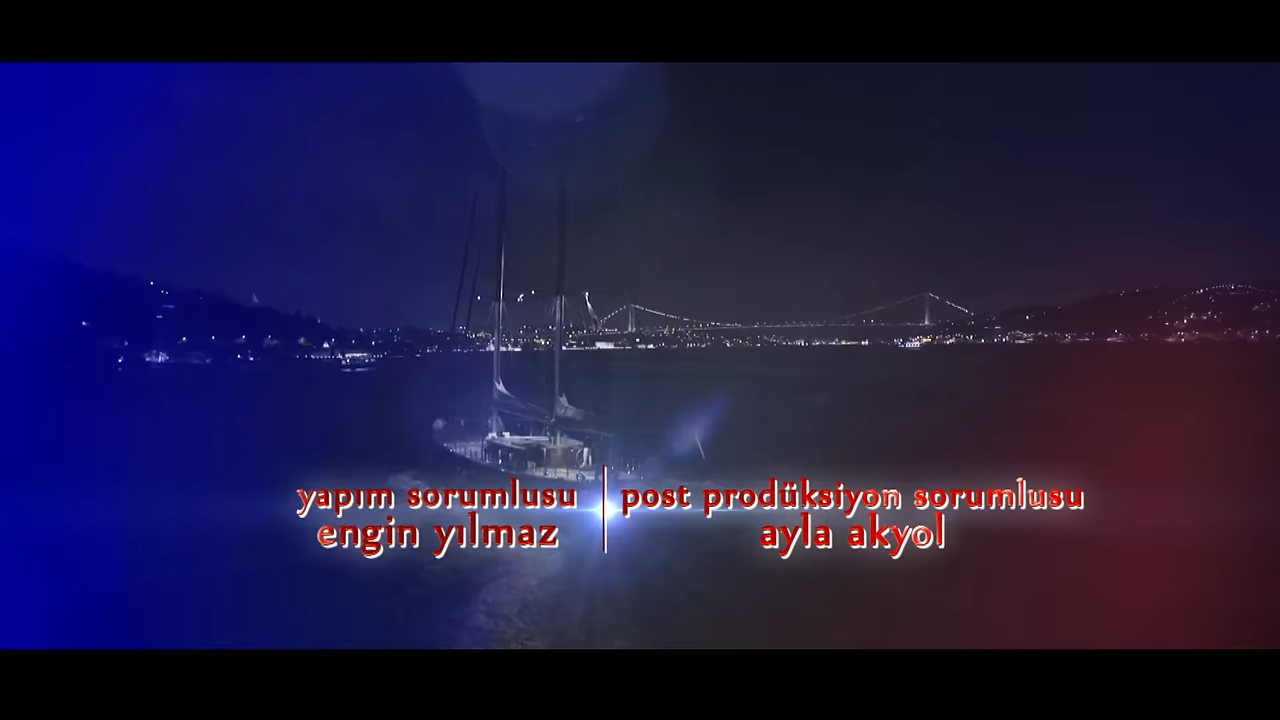 yapım sorumlusu
engin yılmaz
post prodüksiyon sorumlusu
ayla akyol